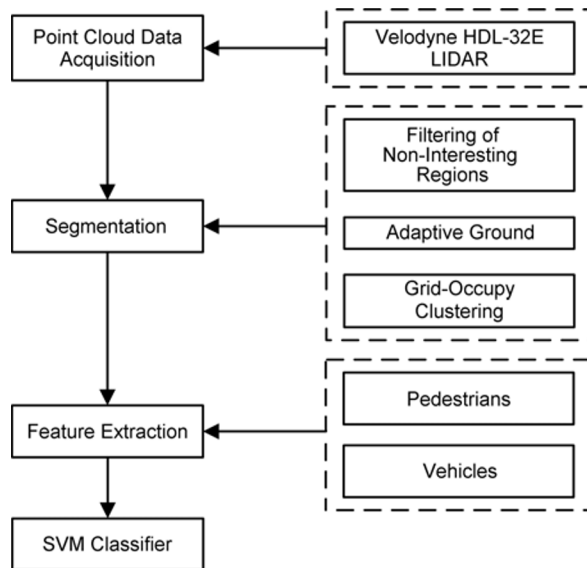 Point Cloud Data
Acquisition
Velodyne HDL-32E
LIDAR
Filtering of
Non-Interesting
Regions
Segmentation
Adaptive Ground
Grid-Occupy
Clustering
Pedestrians
Feature Extraction
Vehicles
SVM Classifier